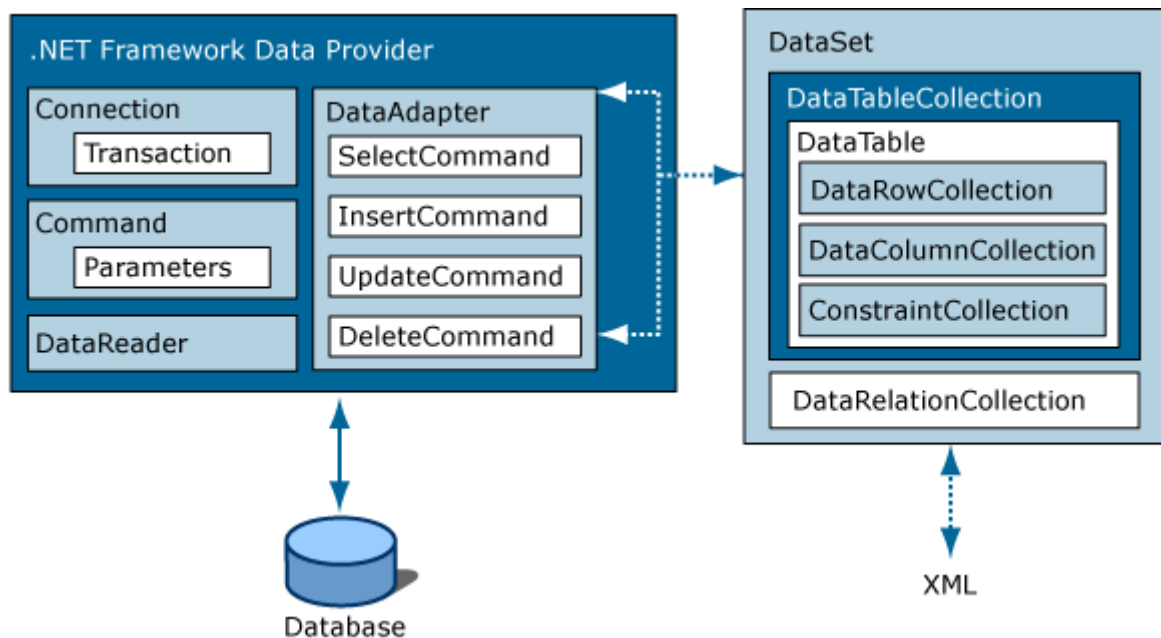 .NET Framework Data Provider
Connection
Transaction
Command
Parameters
DataReader
DataAdapter
SelectCommand
InsertCommand
UpdateCommand
DeleteCommand
Database
DataSet
DataTableCollection
DataTable
DataRowCollection
DataColumnCollection
ConstraintCollection
DataRelationCollection
XML